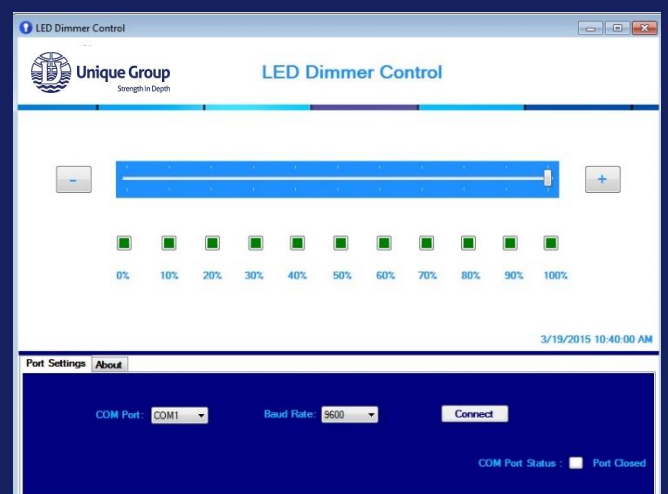 LED Dimmer Control
Unique Group
Strength in Depth
LED Dimmer Control
- +
0% 10% 20% 30% 40% 50% 60% 70% 80% 90% 100%
3/19/2015 10:40:00 AM
Port Settings About
COM Port: COM1 Baud Rate: 9600 Connect
COM Port Status : Port Closed